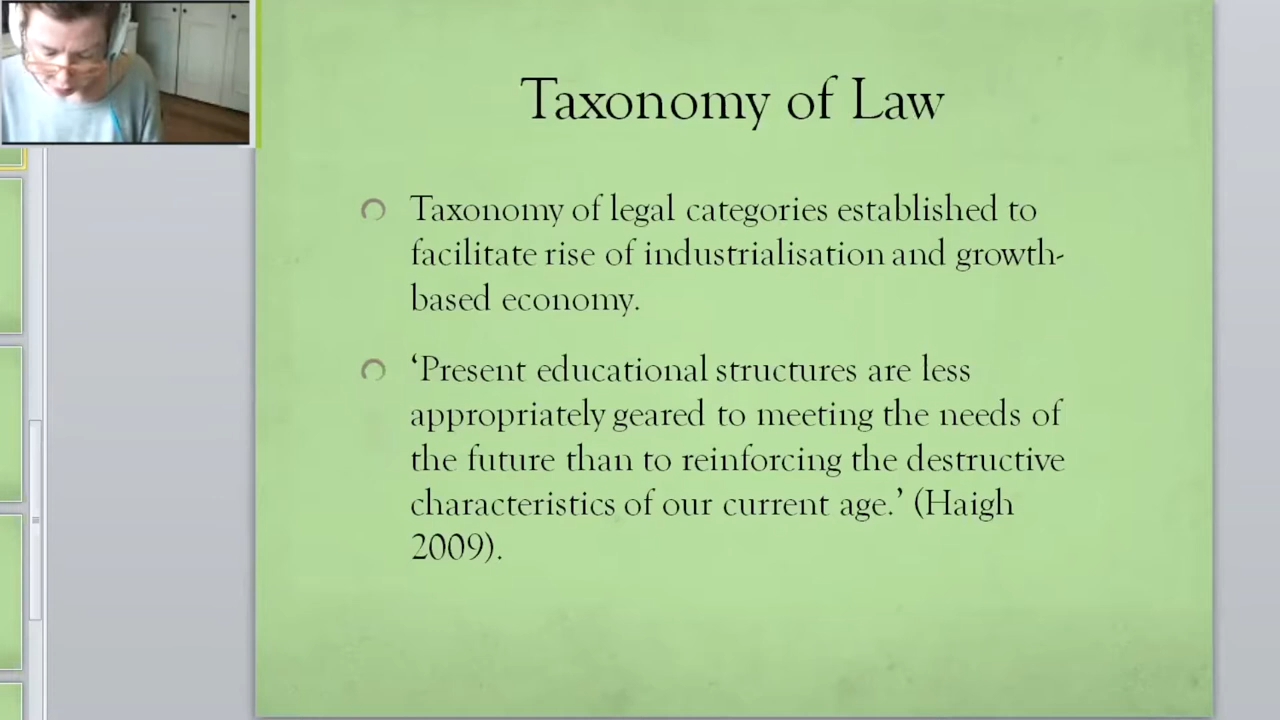 Taxonomy of Law
Taxonomy of legal categories established to
facilitate rise of industrialisation and growth-
based economy.
‘Present educational structures are less
appropriately geared to meeting the needs of
the future than to reinforcing the destructive
characteristics of our current age.’ (Haigh
2009).